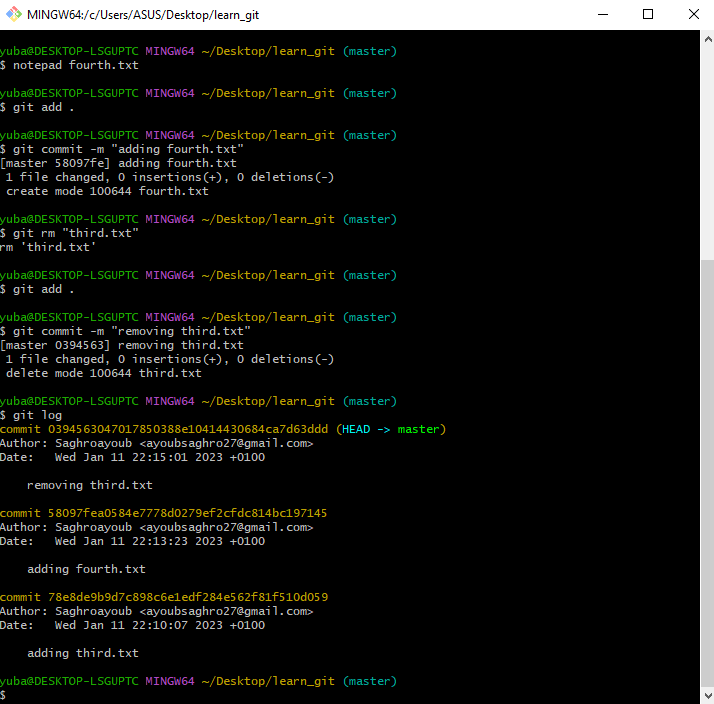 MINGW64:/c/Users/ASUS/Desktop/learn_git
yuba@DESKTOP-LSGUPTC MINGW64 ~/Desktop/learn_git (master)
$ notepad fourth.txt
yuba@DESKTOP-LSGUPTC MINGW64 ~/Desktop/learn_git (master)
$ git add .
yuba@DESKTOP-LSGUPTC MINGW64 ~/Desktop/learn_git (master)
$ git commit -m "adding fourth.txt"
[master 58097fe] adding fourth.txt
 1 file changed, 0 insertions(+), 0 deletions(-)
 create mode 100644 fourth.txt
yuba@DESKTOP-LSGUPTC MINGW64 ~/Desktop/learn_git (master)
$ git rm "third.txt"
rm 'third.txt'
yuba@DESKTOP-LSGUPTC MINGW64 ~/Desktop/learn_git (master)
$ git add .
yuba@DESKTOP-LSGUPTC MINGW64 ~/Desktop/learn_git (master)
$ git commit -m "removing third.txt"
[master 0394563] removing third.txt
 1 file changed, 0 insertions(+), 0 deletions(-)
 delete mode 100644 third.txt
yuba@DESKTOP-LSGUPTC MINGW64 ~/Desktop/learn_git (master)
$ git log
commit 0394563047017850388e10414430684ca7d63ddd (HEAD -> master)
Author: Saghroayoub <ayoubsaghro27@gmail.com>
Date:   Wed Jan 11 22:15:01 2023 +0100
    removing third.txt
commit 58097fea0584e7778d0279ef2cfdc814bc197145
Author: Saghroayoub <ayoubsaghro27@gmail.com>
Date:   Wed Jan 11 22:13:23 2023 +0100
    adding fourth.txt
commit 78e8de9b9d7c898c6e1edf284e562f81f510d059
Author: Saghroayoub <ayoubsaghro27@gmail.com>
Date:   Wed Jan 11 22:10:07 2023 +0100
    adding third.txt
yuba@DESKTOP-LSGUPTC MINGW64 ~/Desktop/learn_git (master)
$